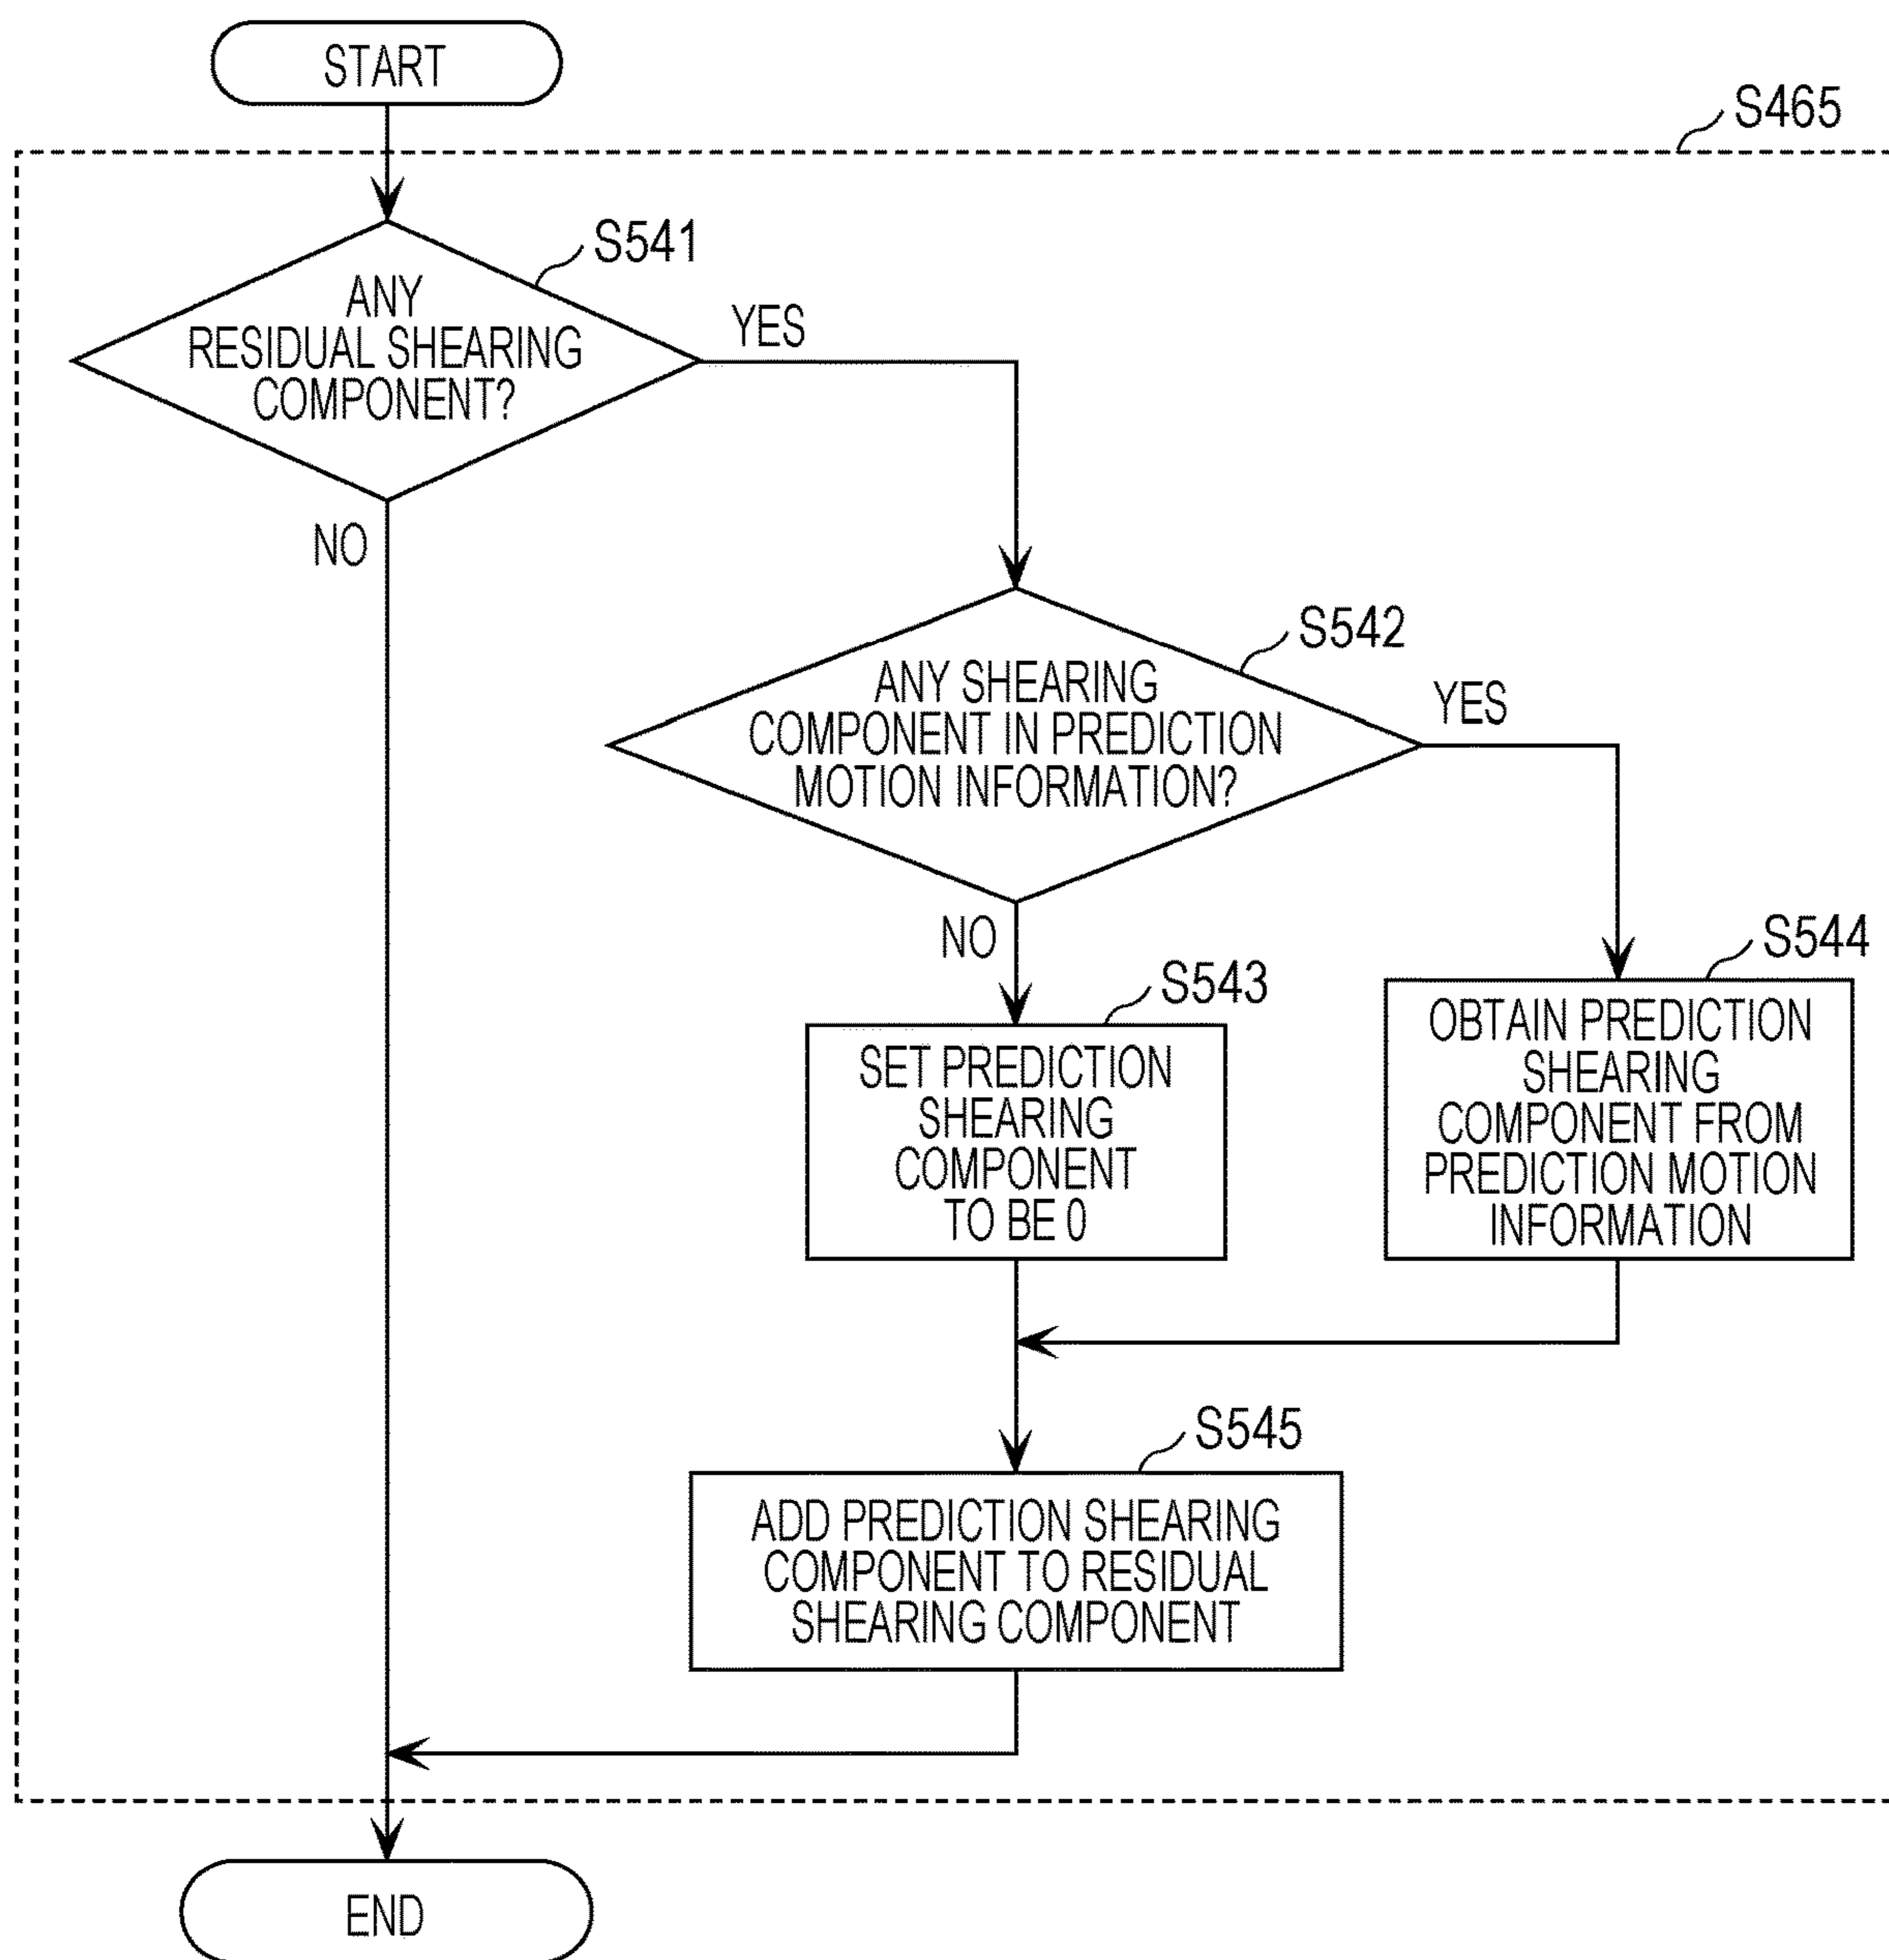 START
S465
S541
ANY
RESIDUAL SHEARING
COMPONENT?
YES
NO
S542
ANY SHEARING
COMPONENT IN PREDICTION
MOTION INFORMATION?
YES
NO
S543
SET PREDICTION
SHEARING
COMPONENT
TO BE 0
S544
OBTAIN PREDICTION
SHEARING
COMPONENT FROM
PREDICTION MOTION
INFORMATION
S545
ADD PREDICTION SHEARING
COMPONENT TO RESIDUAL
SHEARING COMPONENT
END